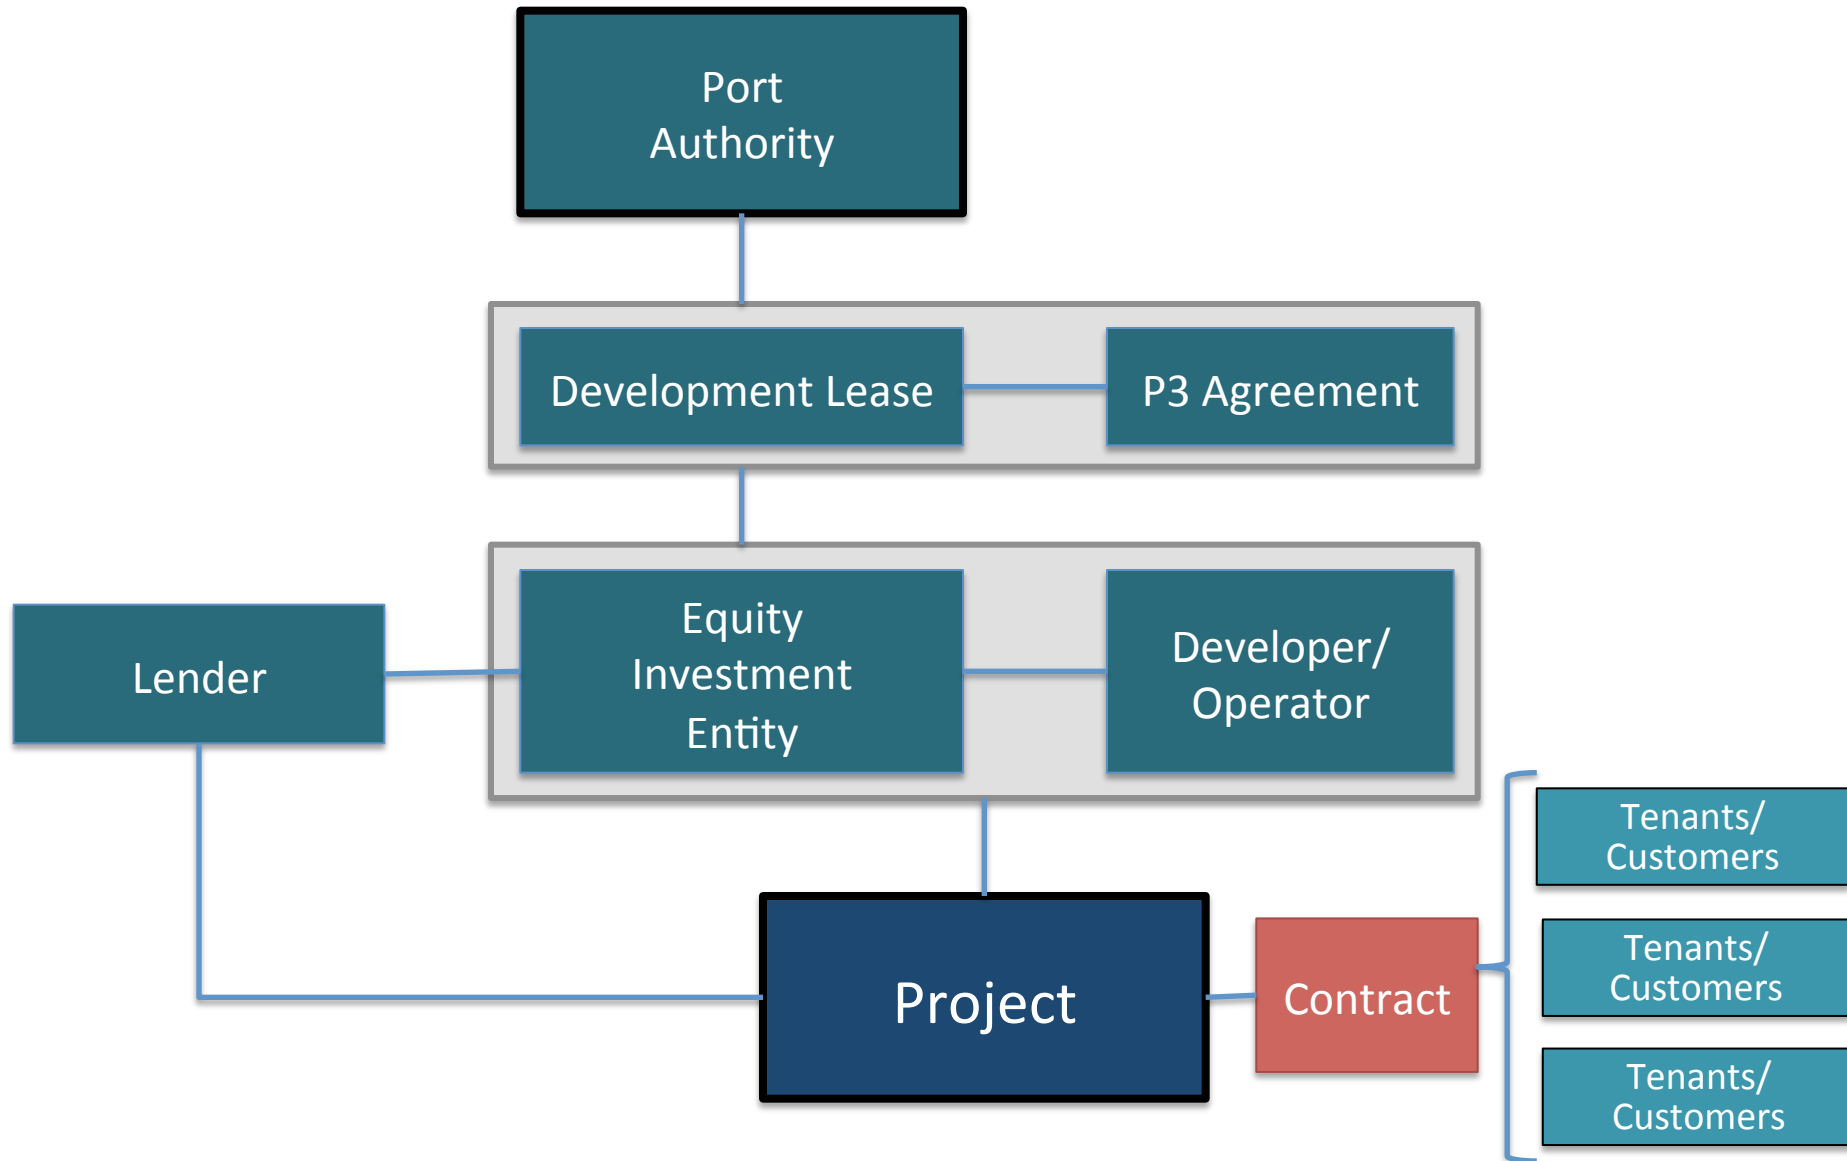 Port
Authority
Development Lease
P3 Agreement
Equity
Investment
Entity
Developer/
Operator
Lender
Project
Contract
Tenants/
Customers
Tenants/
Customers
Tenants/
Customers